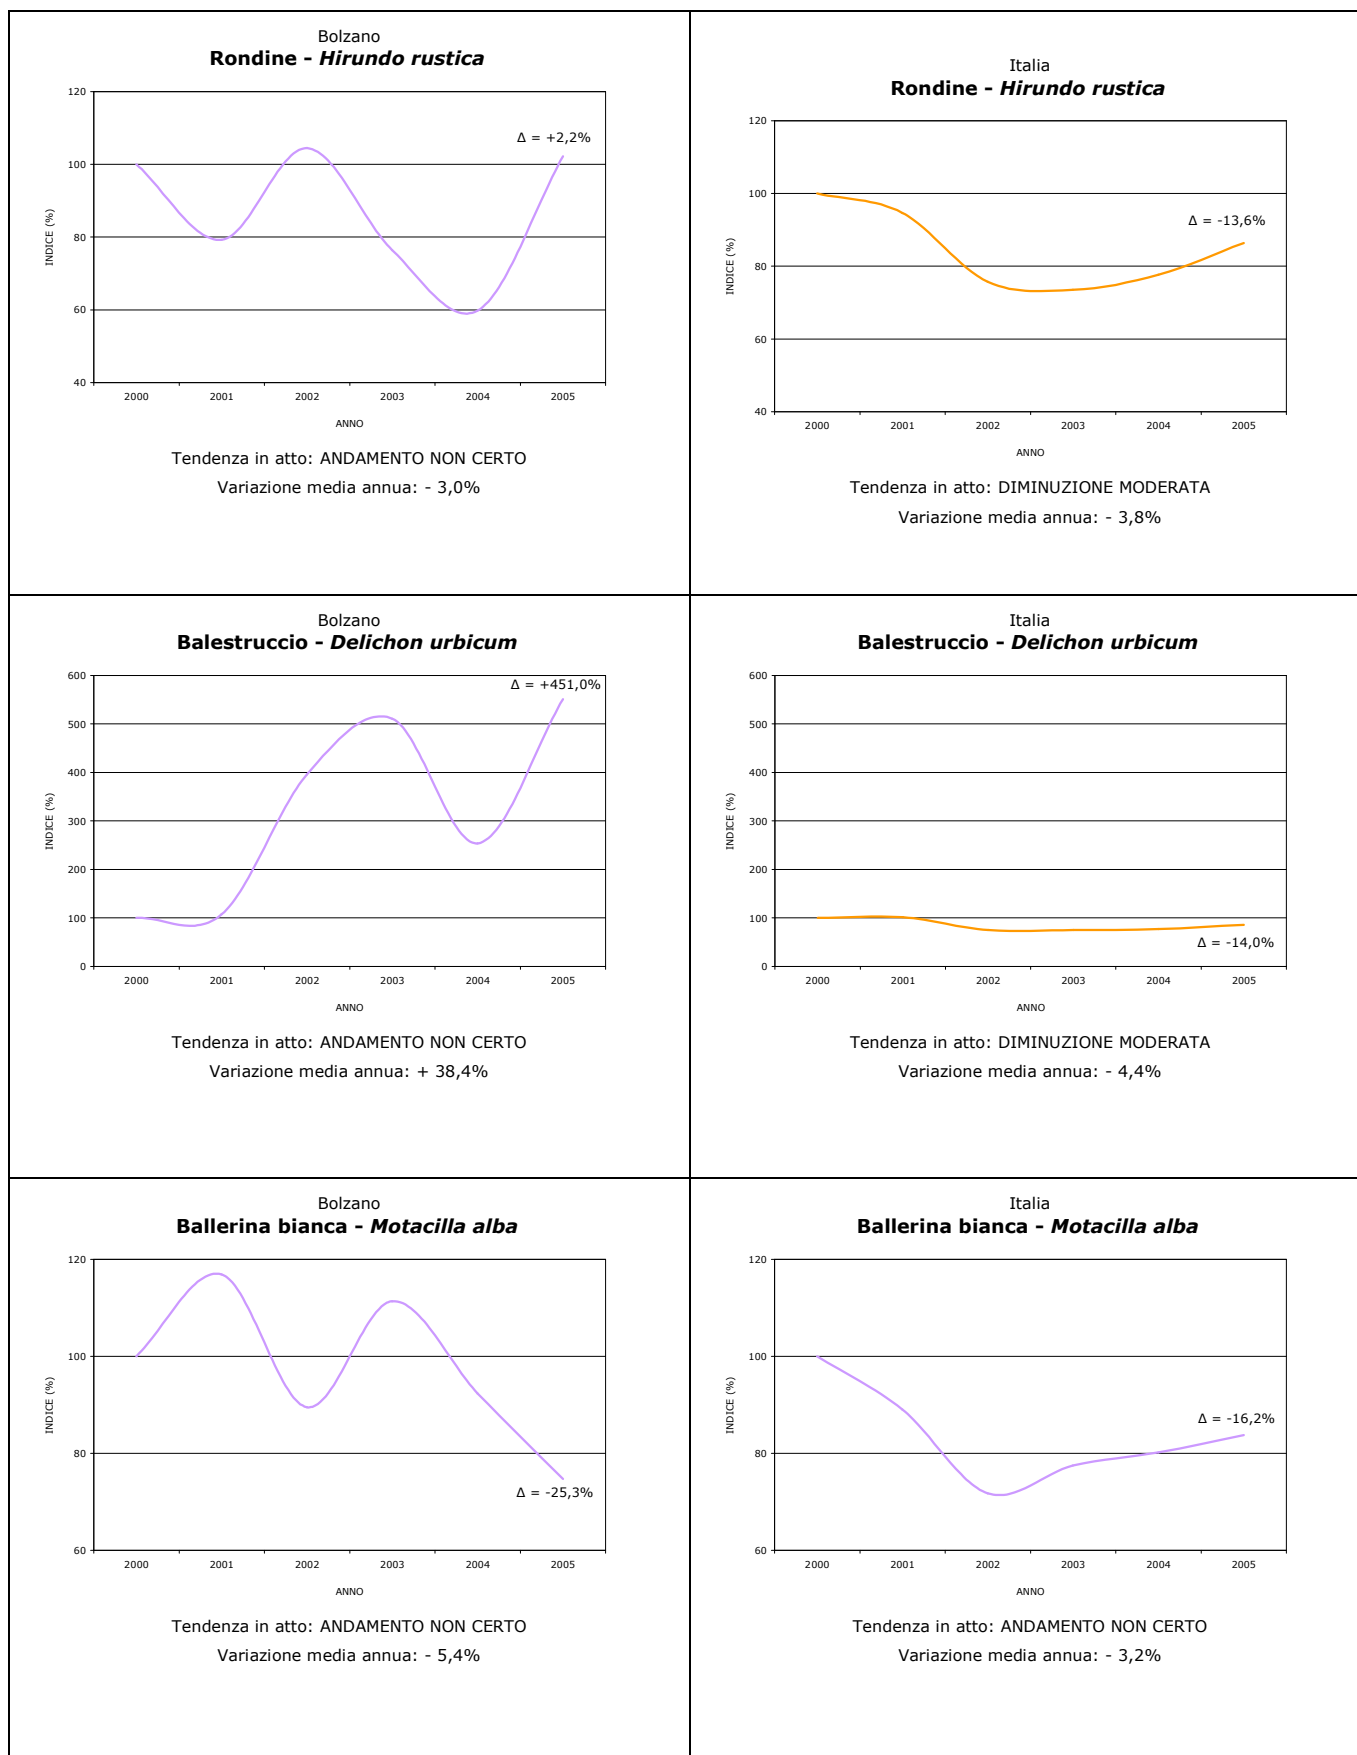 Bolzano
Rondine - Hirundo rustica
120
100
80
60
40
INDICE (%)
Δ = +2,2%
2000 2001 2002 2003 2004 2005
ANNO
Tendenza in atto: ANDAMENTO NON CERTO
Variazione media annua: - 3,0%
Italia
Rondine - Hirundo rustica
120
100
80
60
40
INDICE (%)
Δ = -13,6%
2000 2001 2002 2003 2004 2005
ANNO
Tendenza in atto: DIMINUZIONE MODERATA
Variazione media annua: - 3,8%
Bolzano
Balestruccio - Delichon urbicum
600
500
400
300
200
100
0
INDICE (%)
Δ = +451,0%
2000 2001 2002 2003 2004 2005
ANNO
Tendenza in atto: ANDAMENTO NON CERTO
Variazione media annua: + 38,4%
Italia
Balestruccio - Delichon urbicum
600
500
400
300
200
100
0
INDICE (%)
Δ = -14,0%
2000 2001 2002 2003 2004 2005
ANNO
Tendenza in atto: DIMINUZIONE MODERATA
Variazione media annua: - 4,4%
Bolzano
Ballerina bianca - Motacilla alba
120
100
80
60
INDICE (%)
Δ = -25,3%
2000 2001 2002 2003 2004 2005
ANNO
Tendenza in atto: ANDAMENTO NON CERTO
Variazione media annua: - 5,4%
Italia
Ballerina bianca - Motacilla alba
120
100
80
60
INDICE (%)
Δ = -16,2%
2000 2001 2002 2003 2004 2005
ANNO
Tendenza in atto: ANDAMENTO NON CERTO
Variazione media annua: - 3,2%